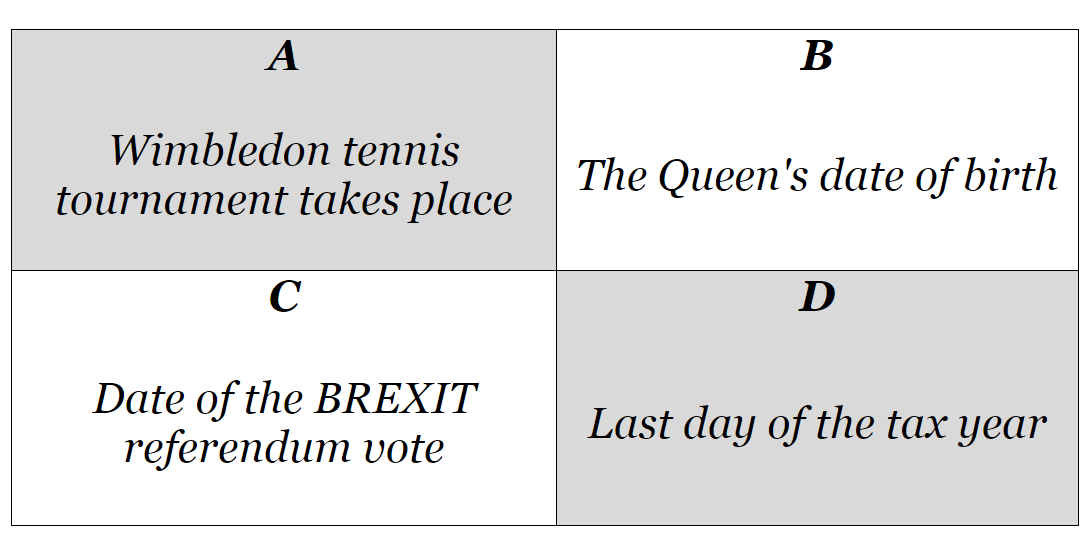 A
Wimbledon tennis
tournament takes place
B
The Queen's date of birth
C
Date of the BREXIT
referendum vote
D
Last day of the tax year